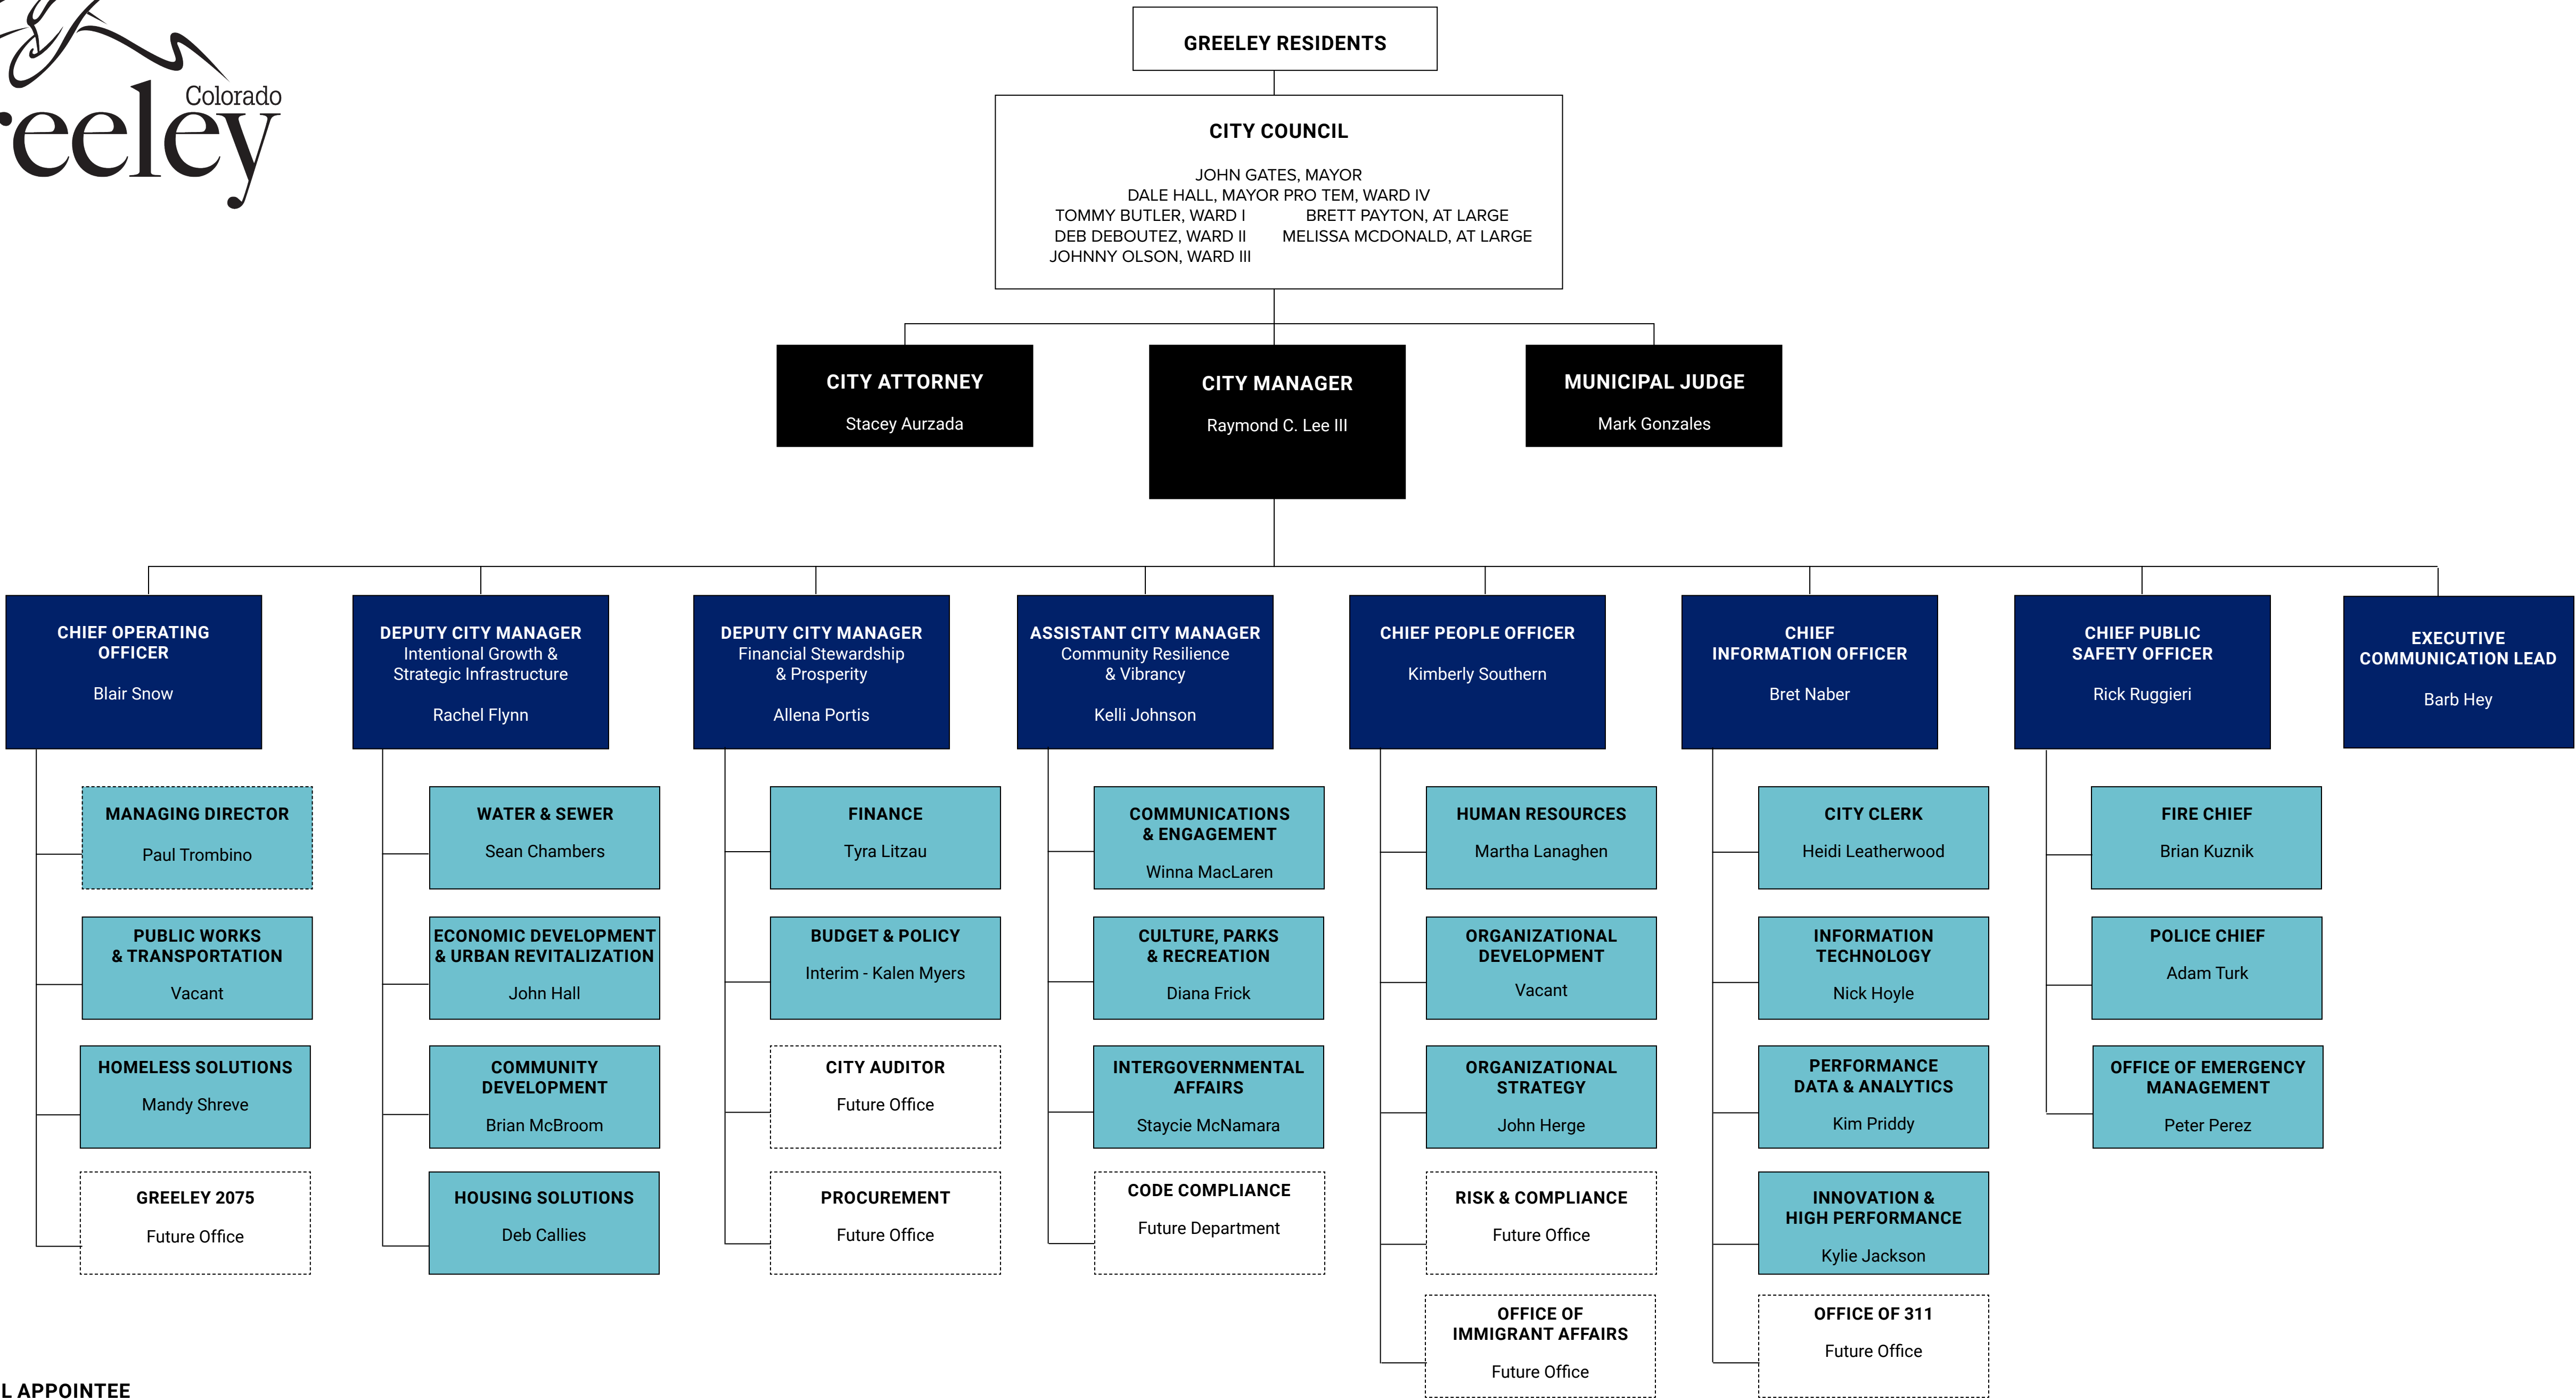 Colorado
reeley
GREELEY RESIDENTS
CITY COUNCIL
JOHN GATES, MAYOR
DALE HALL, MAYOR PRO TEM, WARD IV
TOMMY BUTLER, WARD I
DEB DEBOUTEZ, WARD II
JOHNNY OLSON, WARD III
BRETT PAYTON, AT LARGE
MELISSA MCDONALD, AT LARGE
CITY ATTORNEY
Stacey Aurzada
CITY MANAGER
Raymond C. Lee III
MUNICIPAL JUDGE
Mark Gonzales
CHIEF OPERATING
OFFICER
Blair Snow
MANAGING DIRECTOR
Paul Trombino
PUBLIC WORKS
& TRANSPORTATION
Vacant
HOMELESS SOLUTIONS
Mandy Shreve
GREELEY 2075
Future Office
DEPUTY CITY MANAGER
Intentional Growth &
Strategic Infrastructure
Rachel Flynn
WATER & SEWER
Sean Chambers
ECONOMIC DEVELOPMENT
& URBAN REVITALIZATION
John Hall
COMMUNITY
DEVELOPMENT
Brian McBroom
HOUSING SOLUTIONS
Deb Callies
DEPUTY CITY MANAGER
Financial Stewardship
& Prosperity
Allena Portis
FINANCE
Tyra Litzau
BUDGET & POLICY
Interim - Kalen Myers
CITY AUDITOR
Future Office
PROCUREMENT
Future Office
ASSISTANT CITY MANAGER
Community Resilience
& Vibrancy
Kelli Johnson
COMMUNICATIONS
& ENGAGEMENT
Winna MacLaren
CULTURE, PARKS
& RECREATION
Diana Frick
INTERGOVERNMENTAL
AFFAIRS
Staycie McNamara
CODE COMPLIANCE
Future Department
CHIEF PEOPLE OFFICER
Kimberly Southern
HUMAN RESOURCES
Martha Lanaghen
ORGANIZATIONAL
DEVELOPMENT
Vacant
ORGANIZATIONAL
STRATEGY
John Herge
RISK & COMPLIANCE
Future Office
OFFICE OF
IMMIGRANT AFFAIRS
Future Office
CHIEF
INFORMATION OFFICER
Bret Naber
CITY CLERK
Heidi Leatherwood
INFORMATION
TECHNOLOGY
Nick Hoyle
PERFORMANCE
DATA & ANALYTICS
Kim Priddy
INNOVATION &
HIGH PERFORMANCE
Kylie Jackson
OFFICE OF 311
Future Office
CHIEF PUBLIC
SAFETY OFFICER
Rick Ruggieri
FIRE CHIEF
Brian Kuznik
POLICE CHIEF
Adam Turk
OFFICE OF EMERGENCY
MANAGEMENT
Peter Perez
EXECUTIVE
COMMUNICATION LEAD
Barb Hey
L APPOINTEE